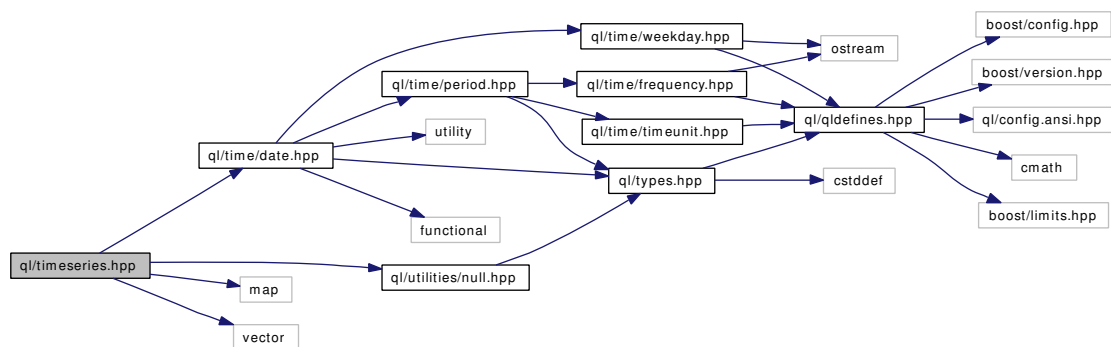 boost/config.hpp
ql/time/weekday.hpp
ostream
boost/version.hpp
ql/time/period.hpp
ql/time/frequency.hpp
ql/qldefines.hpp
ql/config.ansi.hpp
utility
ql/time/timeunit.hpp
ql/time/date.hpp
cmath
ql/types.hpp
cstddef
boost/limits.hpp
functional
ql/timeseries.hpp
ql/utilities/null.hpp
map
vector